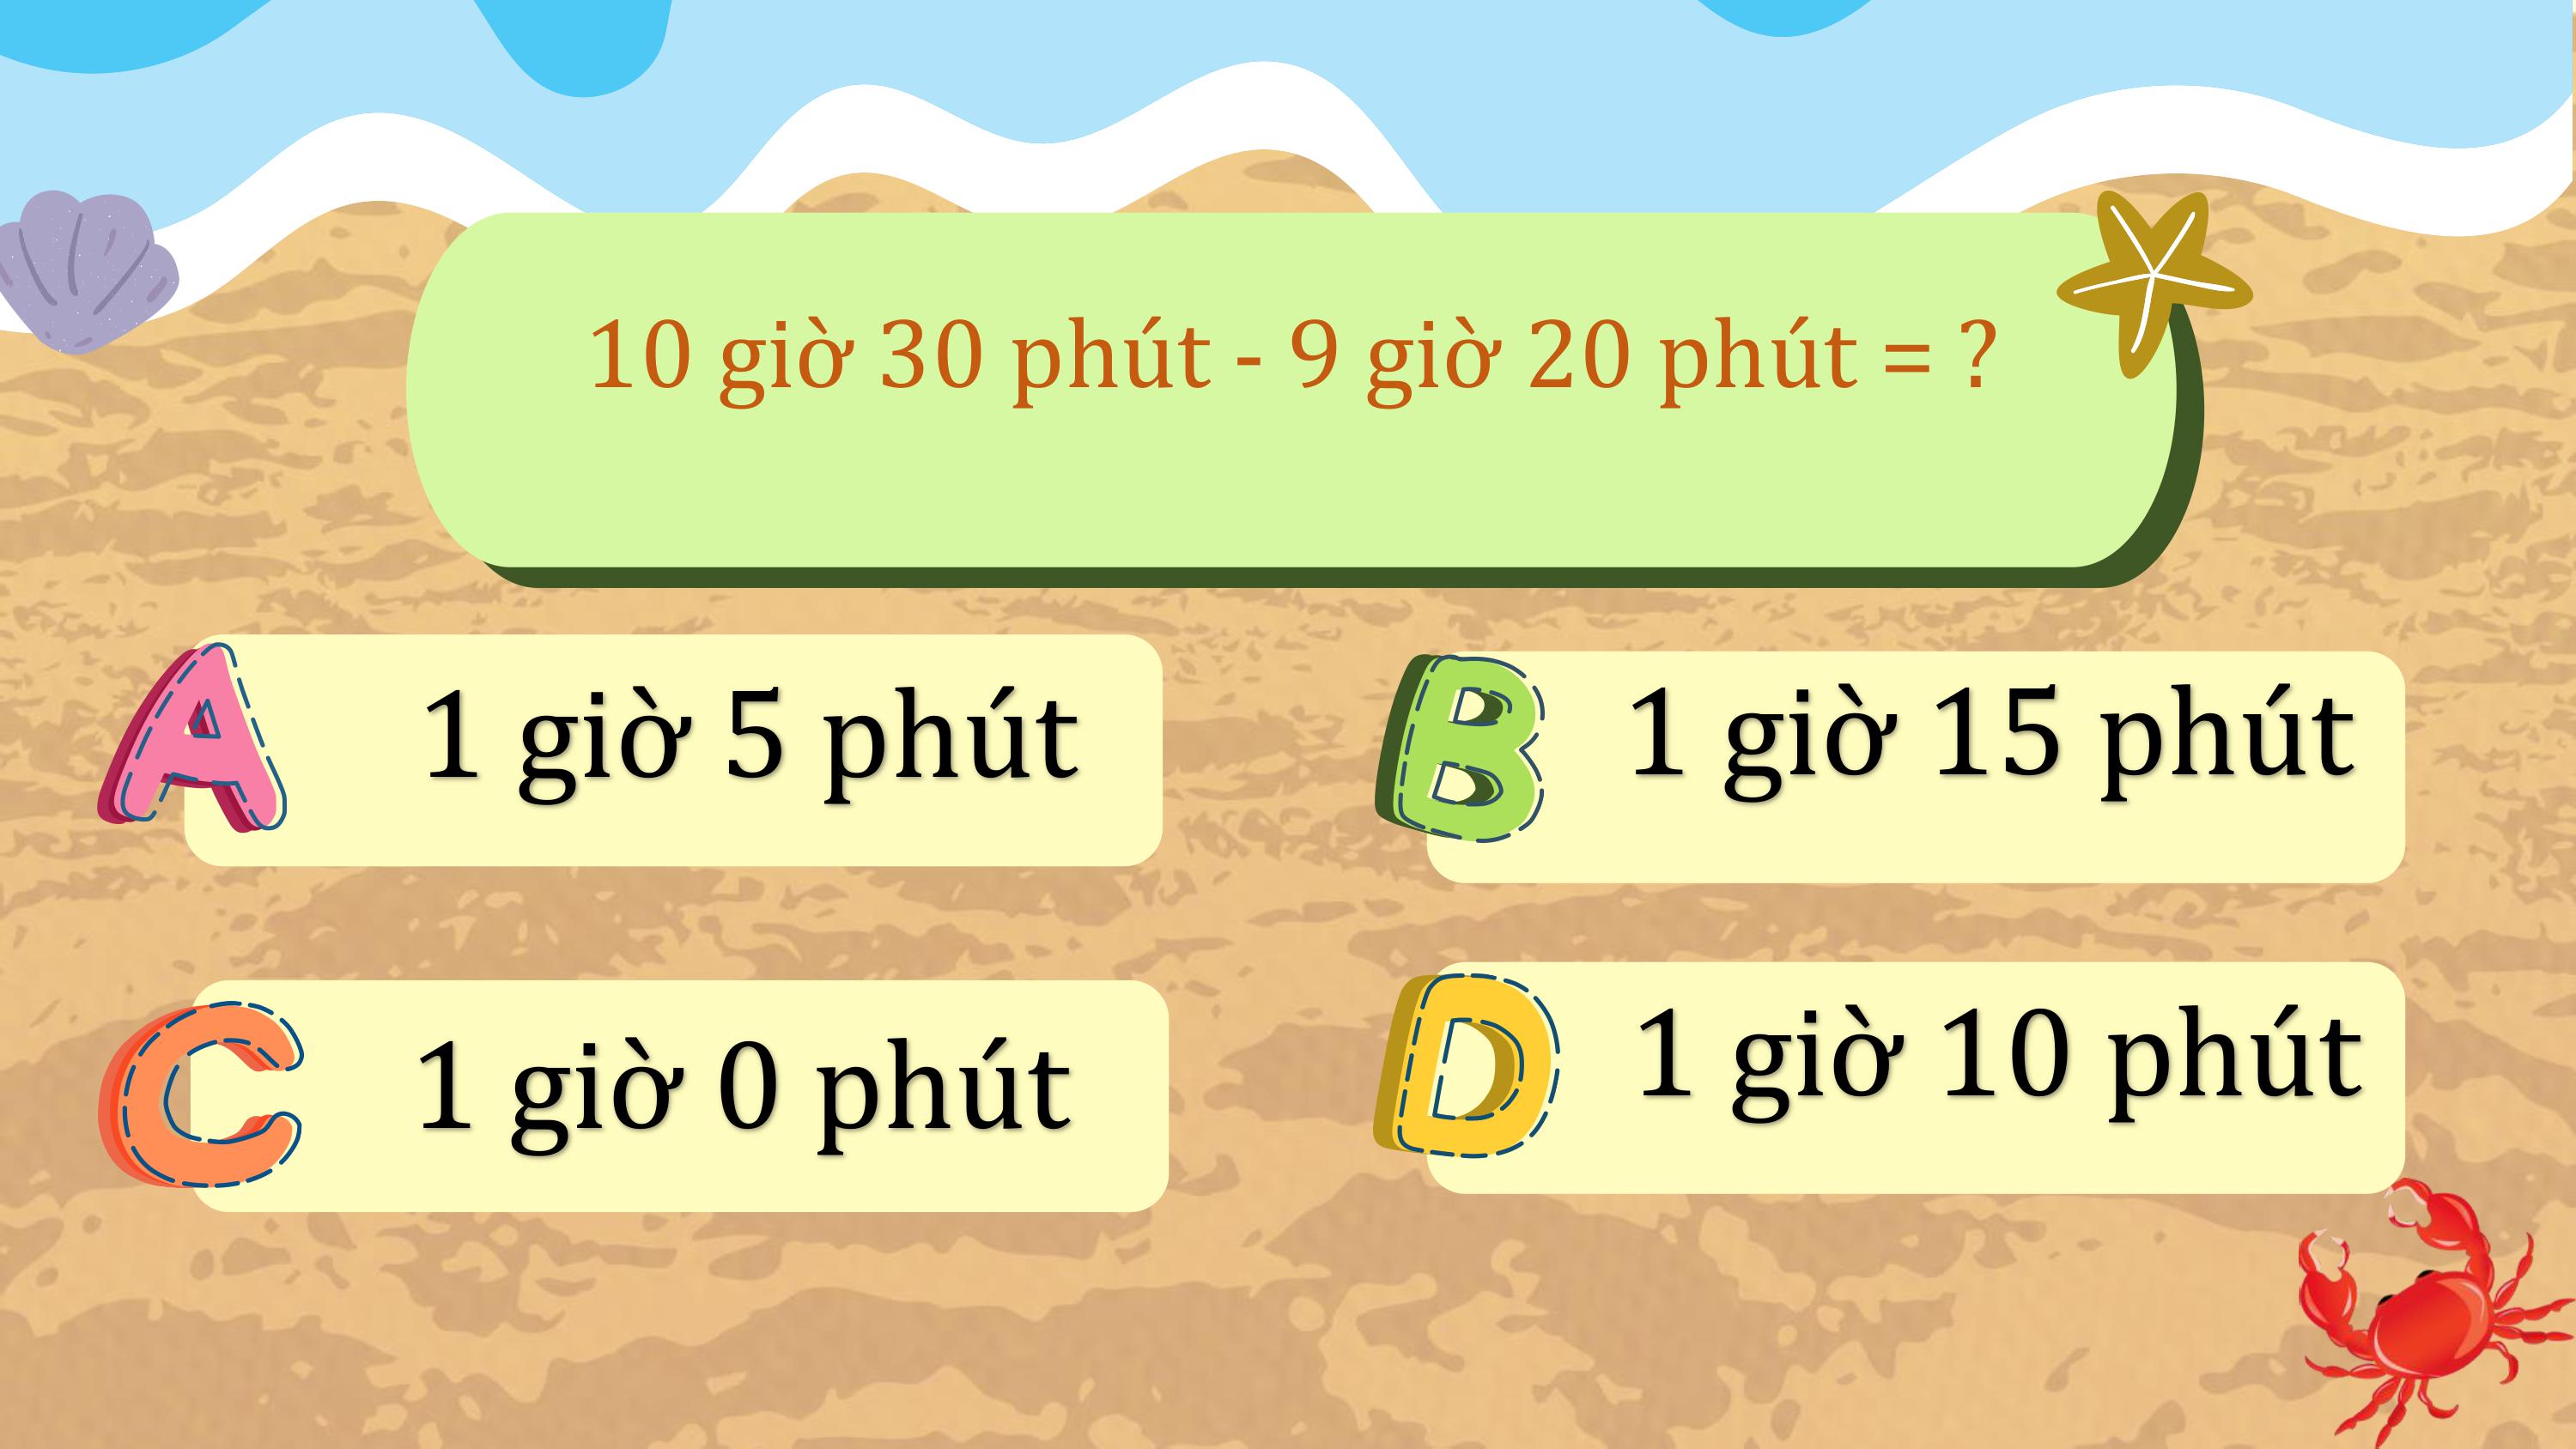 10 giờ 30 phút - 9 giờ 20 phút = ?
A 1 giờ 5 phút
B 1 giờ 15 phút
C 1 giờ 0 phút
D 1 giờ 10 phút